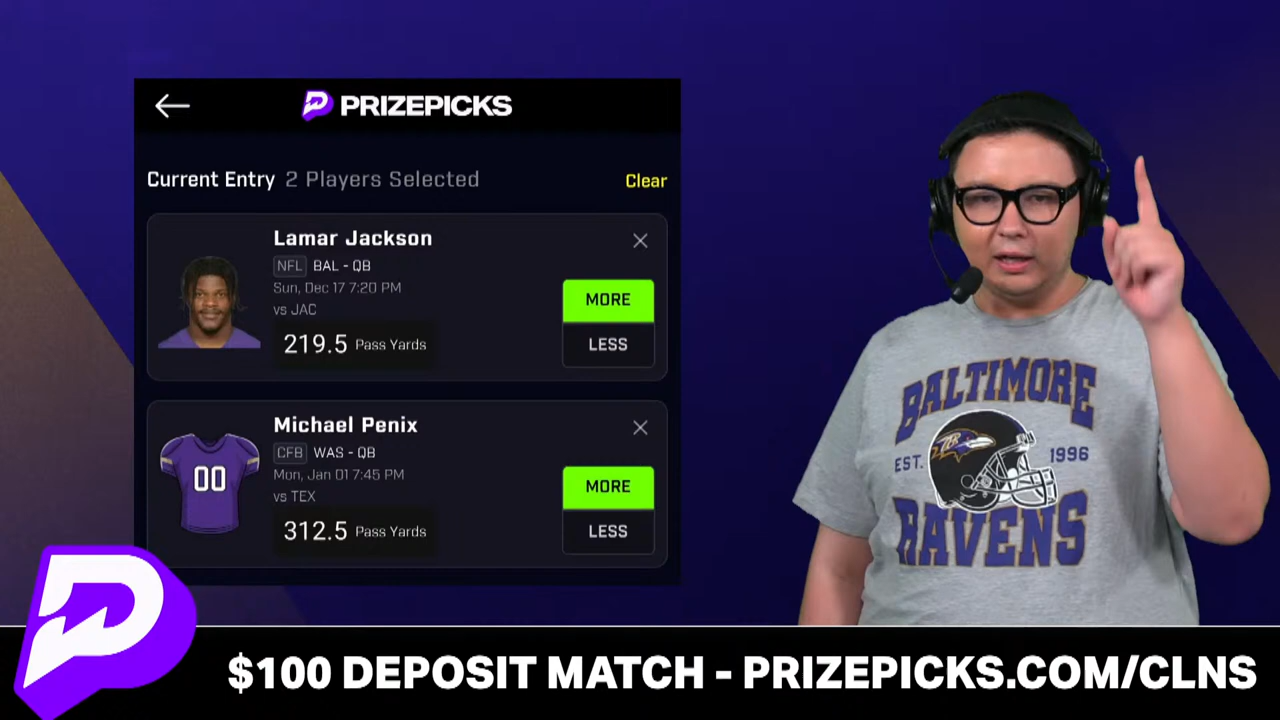 PRIZEPICKS
Current Entry 2 Players Selected Clear
Lamar Jackson
NFL BAL - QB
Sun, Dec 17 7:20 PM
vs JAC
219.5 Pass Yards
MORE
LESS
Michael Penix
CFB WAS - QB
Mon, Jan 01 7:45 PM
vs TEX
312.5 Pass Yards
MORE
LESS
00
BALTIMORE
EST. 1996
RAVENS
$100 DEPOSIT MATCH - PRIZEPICKS.COM/CLNS